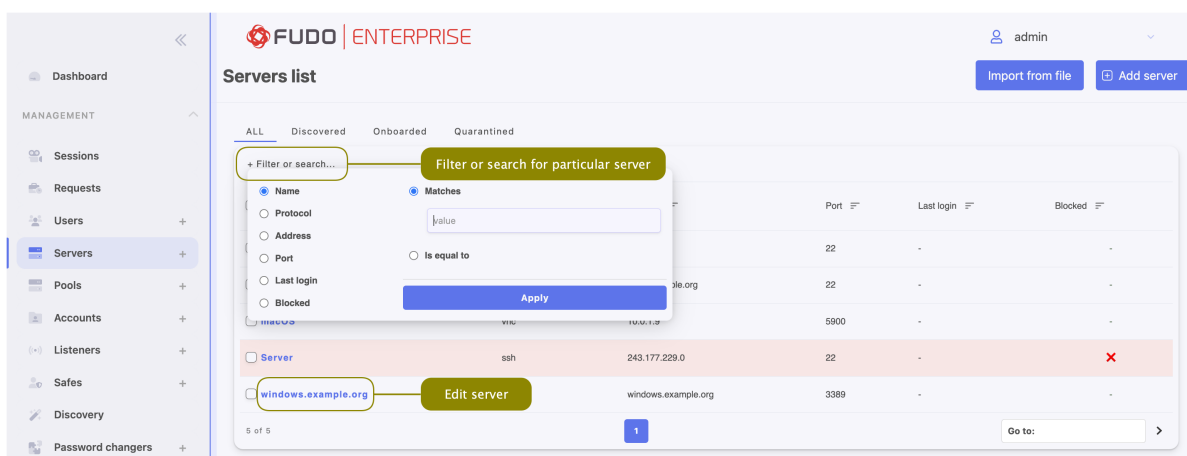 FUDO ENTERPRISE
admin
Dashboard
Servers list
Import from file
Add server
MANAGEMENT
ALL Discovered Onboarded Quarantined
Sessions
+ Filter or search...
Filter or search for particular server
Requests
Name
Matches
Users +
Protocol
value
Port
Last login
Blocked
Address
Servers +
Port
Is equal to
22 - -
Last login
Pools +
ple.org 22 - -
Blocked
Apply
Accounts +
macOS vnc 10.0.1.9 5900 - -
Listeners +
Server ssh 243.177.229.0 22 -
Safes +
windows.example.org
Edit server
windows.example.org 3389 - -
Discovery
5 of 5
1
Go to:
Password changers +